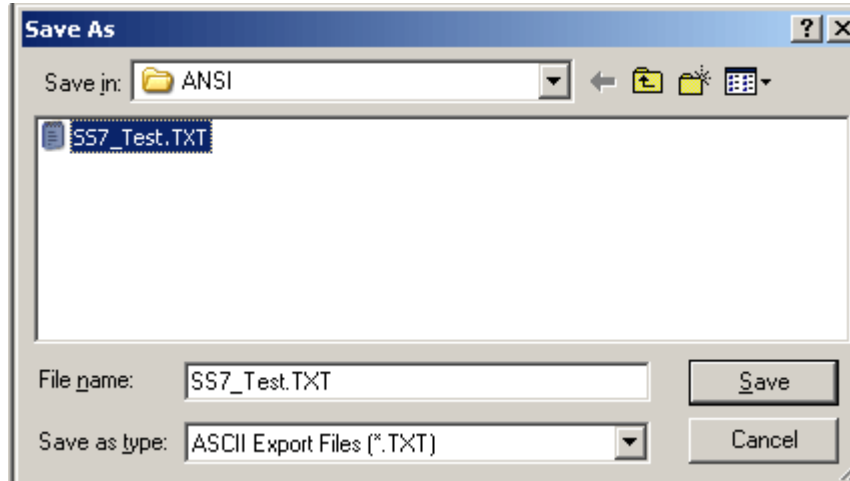 Save As
Save in: ANSI
SS7_Test.TXT
File name: SS7_Test.TXT Save
Save as type: ASCII Export Files (*.TXT) Cancel